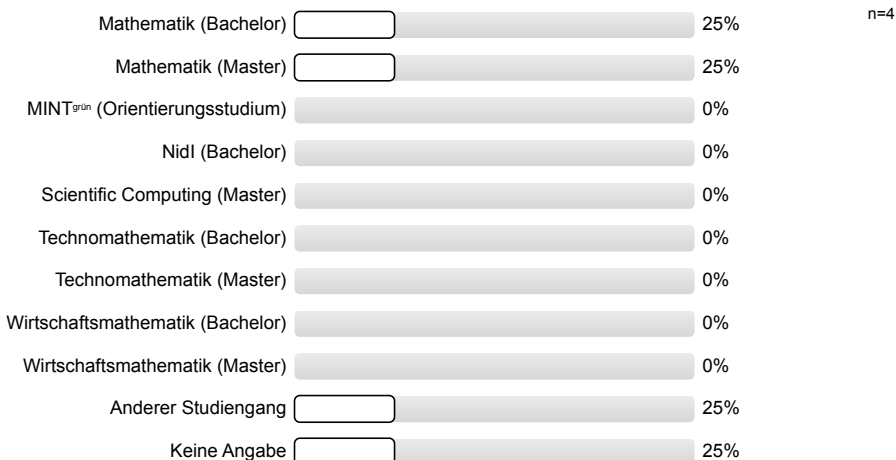 Mathematik (Bachelor) 25% n=4
Mathematik (Master) 25%
MINTgrün (Orientierungsstudium) 0%
NidI (Bachelor) 0%
Scientific Computing (Master) 0%
Technomathematik (Bachelor) 0%
Technomathematik (Master) 0%
Wirtschaftsmathematik (Bachelor) 0%
Wirtschaftsmathematik (Master) 0%
Anderer Studiengang 25%
Keine Angabe 25%